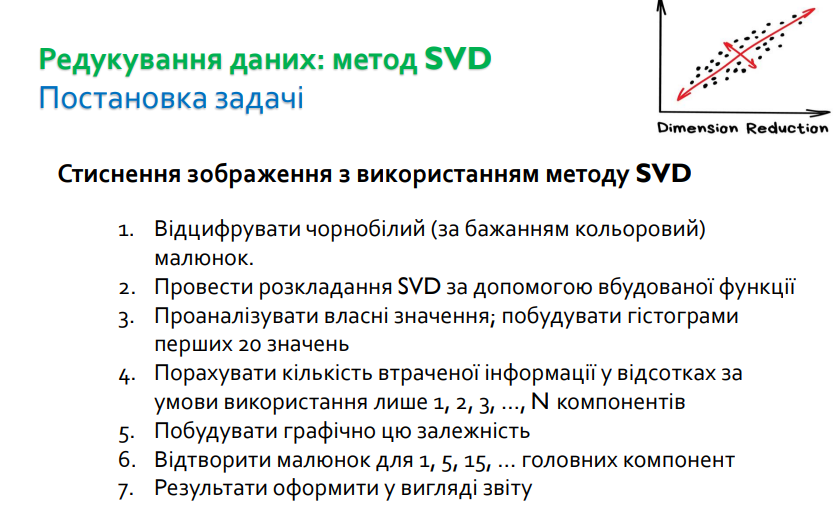 Редукування даних: метод SVD
Постановка задачі
Dimension Reduction
Стиснення зображення з використанням методу SVD
1. Відцифрувати чорнобілий (за бажанням кольоровий)
малюнок.
2. Провести розкладання SVD за допомогою вбудованої функції
3. Проаналізувати власні значення; побудувати гістограми
перших 20 значень
4. Порахувати кількість втраченої інформації у відсотках за
умови використання лише 1, 2, 3, ..., N компонентів
5. Побудувати графічно цю залежність
6. Відтворити малюнок для 1, 5, 15, ... головних компонент
7. Результати оформити у вигляді звіту